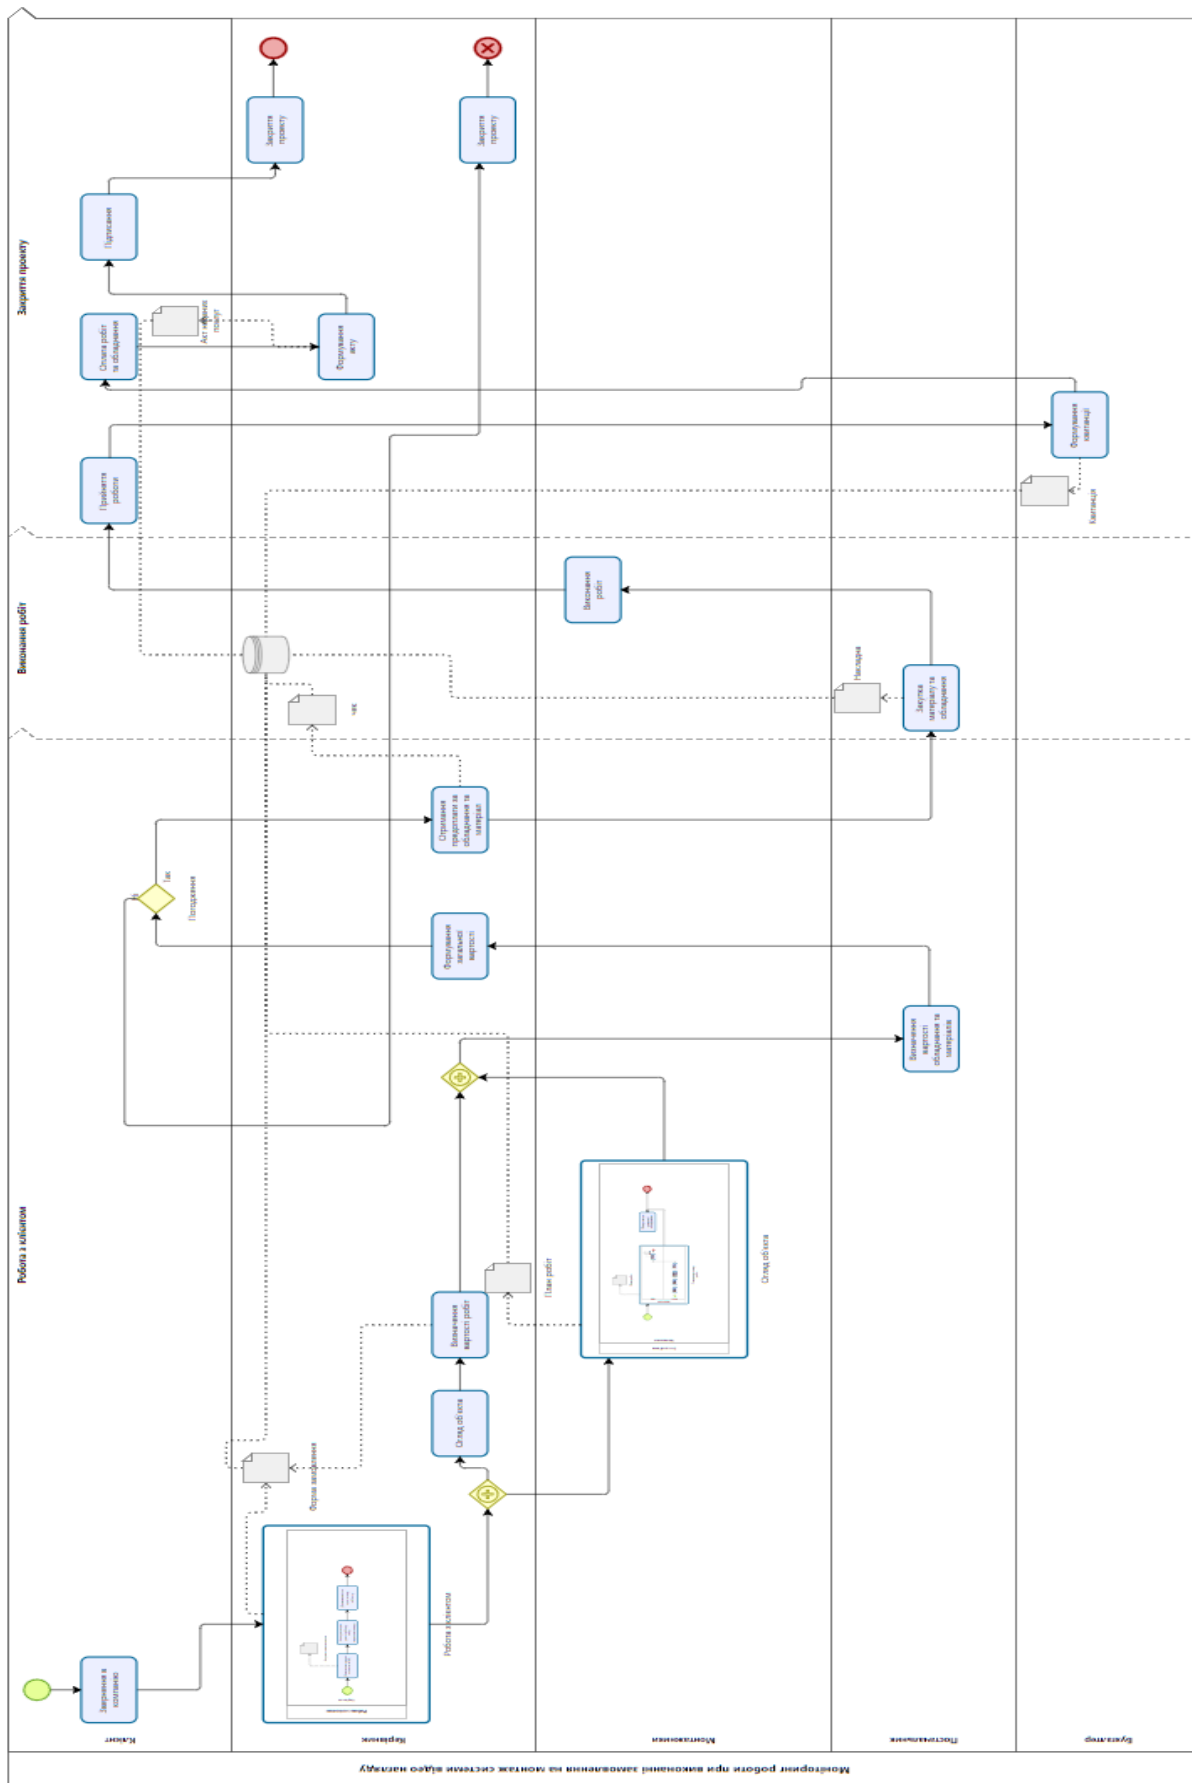 Моніторинг роботи при виконанні замовлення на монтаж системи відео нагляду
Робота з клієнтом
Виконання робіт
Закриття проекту
Клієнт
Звернення в
компанію
Погодження
Так
Прийняття
роботи
Оплата робіт
та обладнання
Підписання
Керівник
Робота з клієнтом
Форма замовлення
Огляд об'єкта
Визначення
вартості робіт
План робіт
Формування
загальної
вартості
Отримання
предоплати за
обладнання та
матеріал
чек
Формування
акту
Акт надання
послуг
Закриття
проекту
Закриття
проекту
Монтажники
Огляд об'єкта
Виконання
робіт
Постачальник
Визначення
вартості
обладнання та
матеріалів
Закупка
матеріалу та
обладнання
Накладна
Бухгалтер
Формування
квитанції
Квитанція